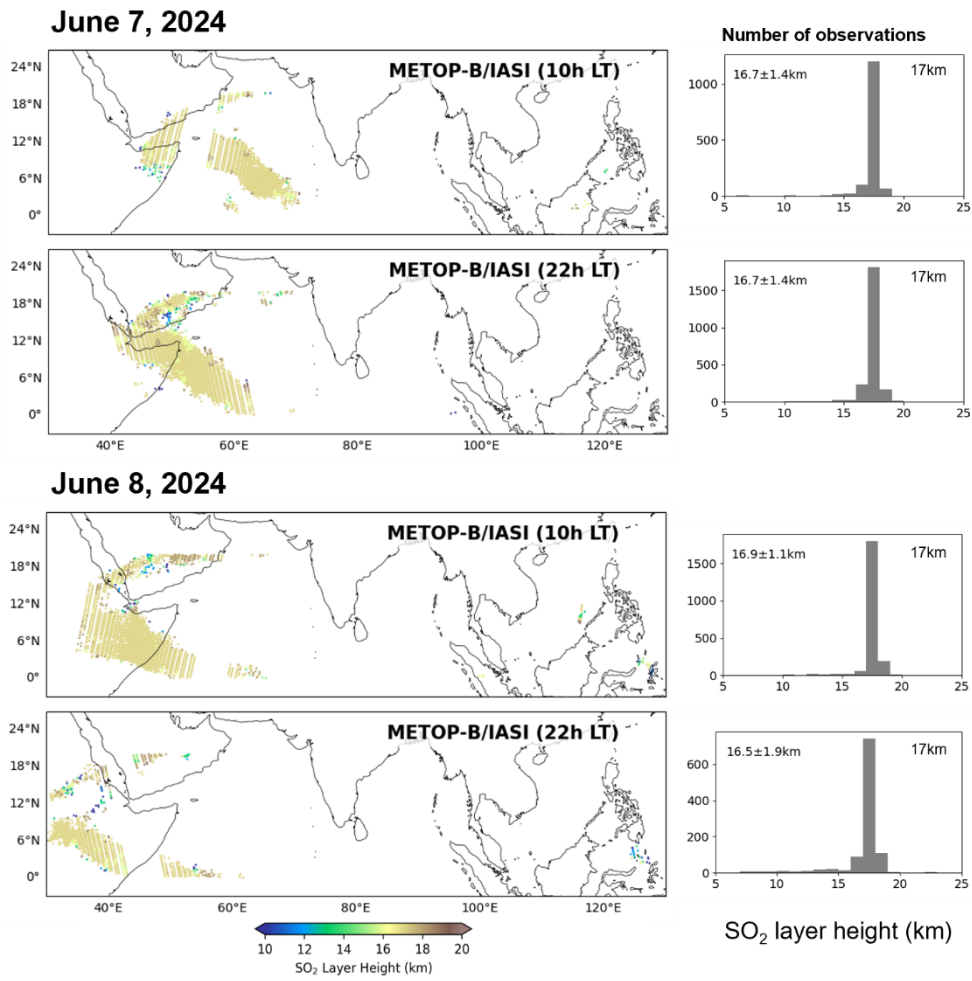 June 7, 2024
Number of observations
METOP-B/IASI (10h LT)
24°N
18°N
12°N
6°N
0°
16.7±1.4km
17km
1000
500
0
5 10 15 20 25
METOP-B/IASI (22h LT)
24°N
18°N
12°N
6°N
0°
40°E 60°E 80°E 100°E 120°E
16.7±1.4km
17km
1500
1000
500
0
5 10 15 20 25
June 8, 2024
METOP-B/IASI (10h LT)
24°N
18°N
12°N
6°N
0°
16.9±1.1km
17km
1500
1000
500
0
5 10 15 20 25
METOP-B/IASI (22h LT)
24°N
18°N
12°N
6°N
0°
40°E 60°E 80°E 100°E 120°E
16.5±1.9km
17km
600
400
200
0
5 10 15 20 25
10 12 14 16 18 20
SO₂ Layer Height (km)
SO₂ layer height (km)